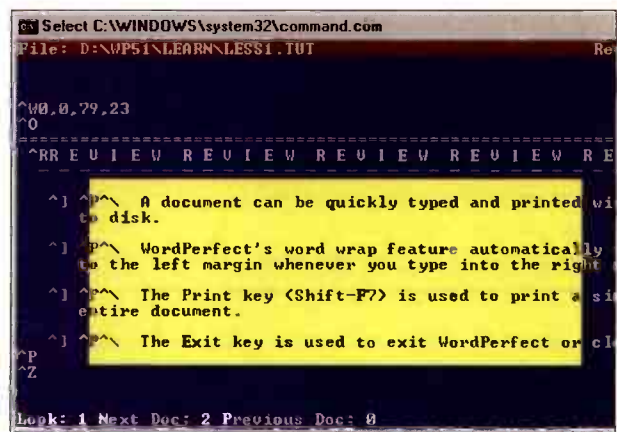 Select C:\WINDOWS\system32\command.com
File: D:\WP51\LEARN\LESS1.TUT Re
^W0,0,79,23
^O
^RR E V I E W R E V I E W R E V I E W R E V I E W R E
^] ^P^\ A document can be quickly typed and printed wi
to disk.
^] ^P^\ WordPerfect's word wrap feature automatically
to the left margin whenever you type into the right
^] ^P^\ The Print key (Shift-F7) is used to print a si
entire document.
^] ^P^\ The Exit key is used to exit WordPerfect or cl
^P
^Z
Look: 1 Next Doc; 2 Previous Doc: 0